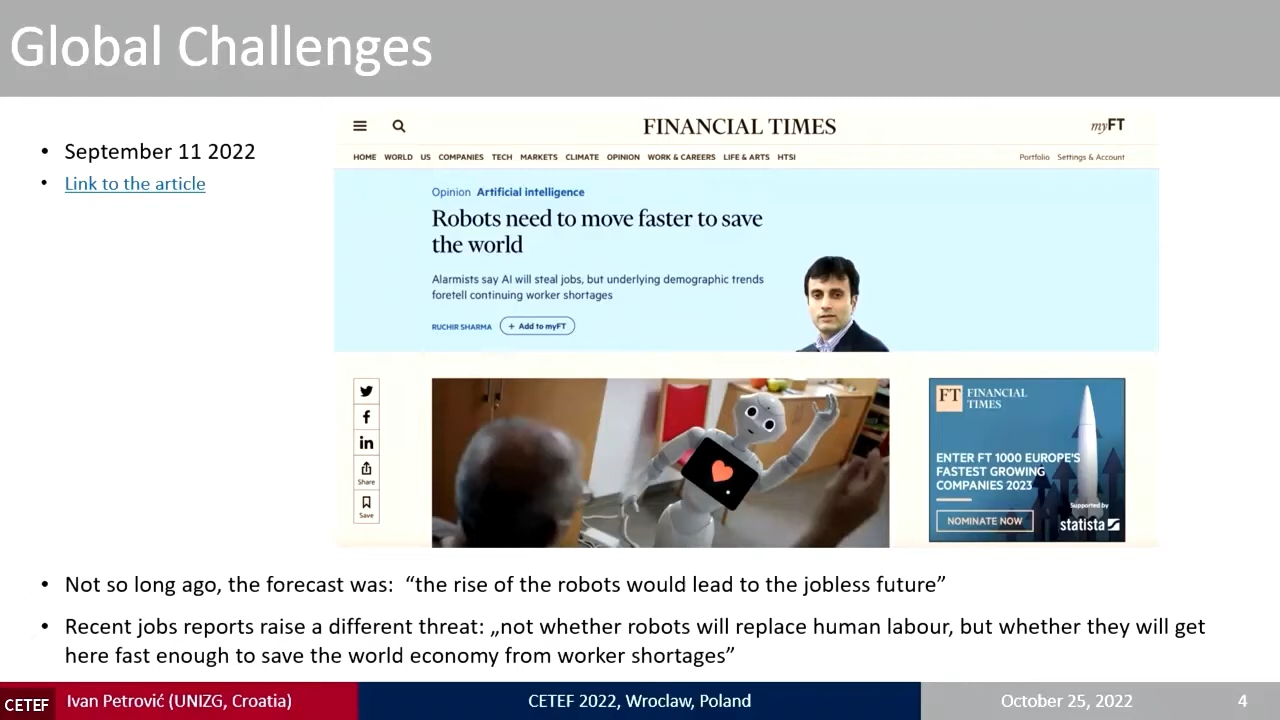 Global Challenges
• September 11 2022
• Link to the article
FINANCIAL TIMES
myFT
HOME WORLD US COMPANIES TECH MARKETS CLIMATE OPINION WORK & CAREERS LIFE & ARTS HTSI
Portfolio Settings & Account
Opinion Artificial intelligence
Robots need to move faster to save
the world
Alarmists say AI will steal jobs, but underlying demographic trends
foretell continuing worker shortages
RUCHIR SHARMA
+ Add to myFT
Share
Save
FT FINANCIAL
TIMES
ENTER FT 1000 EUROPE'S
FASTEST GROWING
COMPANIES 2023
NOMINATE NOW
Supported by
statista
• Not so long ago, the forecast was: “the rise of the robots would lead to the jobless future”
• Recent jobs reports raise a different threat: „not whether robots will replace human labour, but whether they will get
here fast enough to save the world economy from worker shortages”
CETEF
Ivan Petrović (UNIZG, Croatia)
CETEF 2022, Wroclaw, Poland
October 25, 2022
4